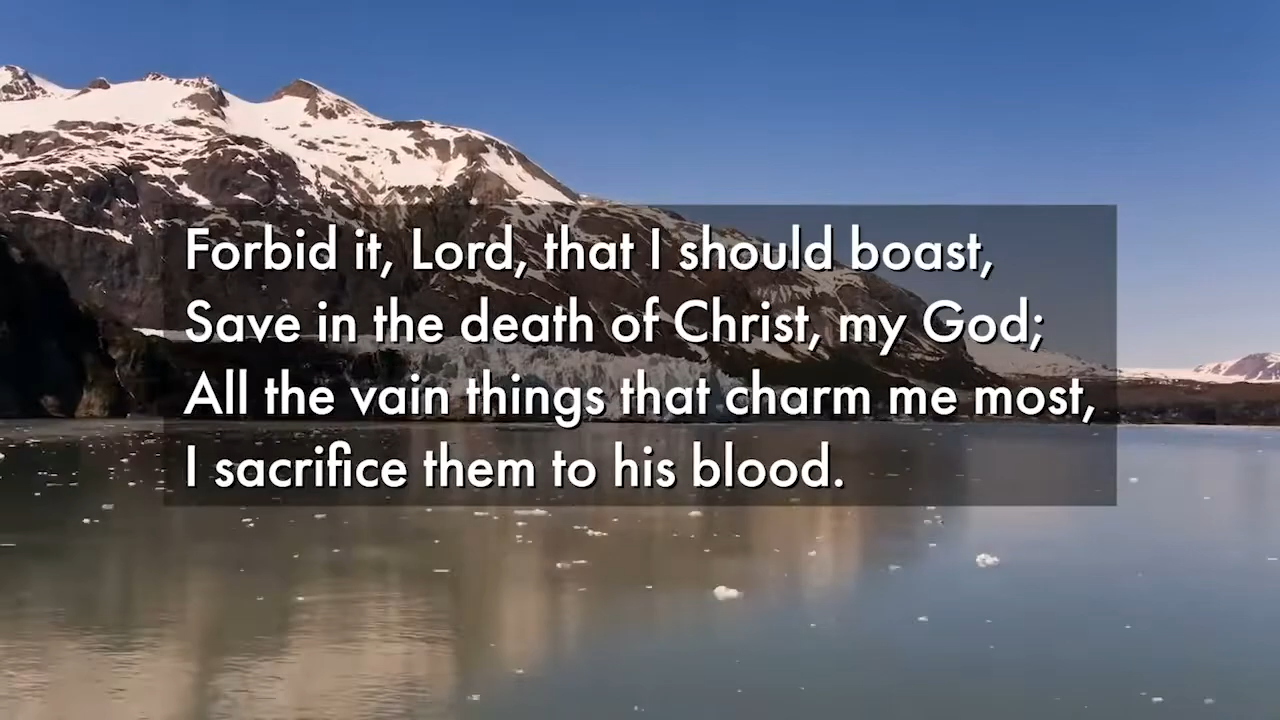 Forbid it, Lord, that I should boast,
Save in the death of Christ, my God;
All the vain things that charm me most,
I sacrifice them to his blood.